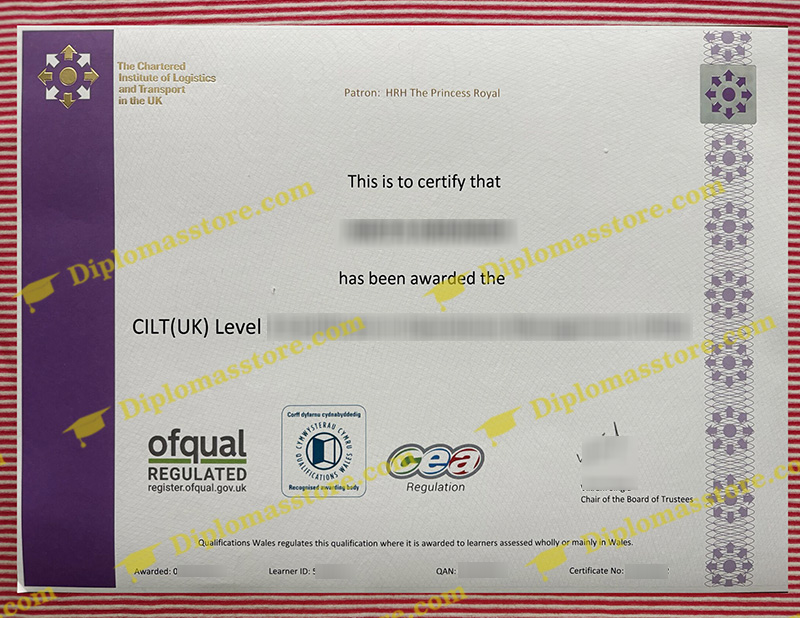 The Chartered
Institute of Logistics
and Transport
in the UK
Patron: HRH The Princess Royal
This is to certify that
has been awarded the
CILT(UK) Level
ofqual
REGULATED
register.ofqual.gov.uk
Corff dyfarnu cydnabyddedig
CYMWYSTERAU CYMRU
QUALIFICATIONS WALES
Recognised awarding body
cea
Regulation
Chair of the Board of Trustees
Qualifications Wales regulates this qualification where it is awarded to learners assessed wholly or mainly in Wales.
Awarded: 0
Learner ID: S
QAN:
Certificate No:
Diplomasstore.com
Diplomasstore.com
Diplomasstore.com
Diplomasstore.com
Diplomasstore.com
Diplomasstore.com